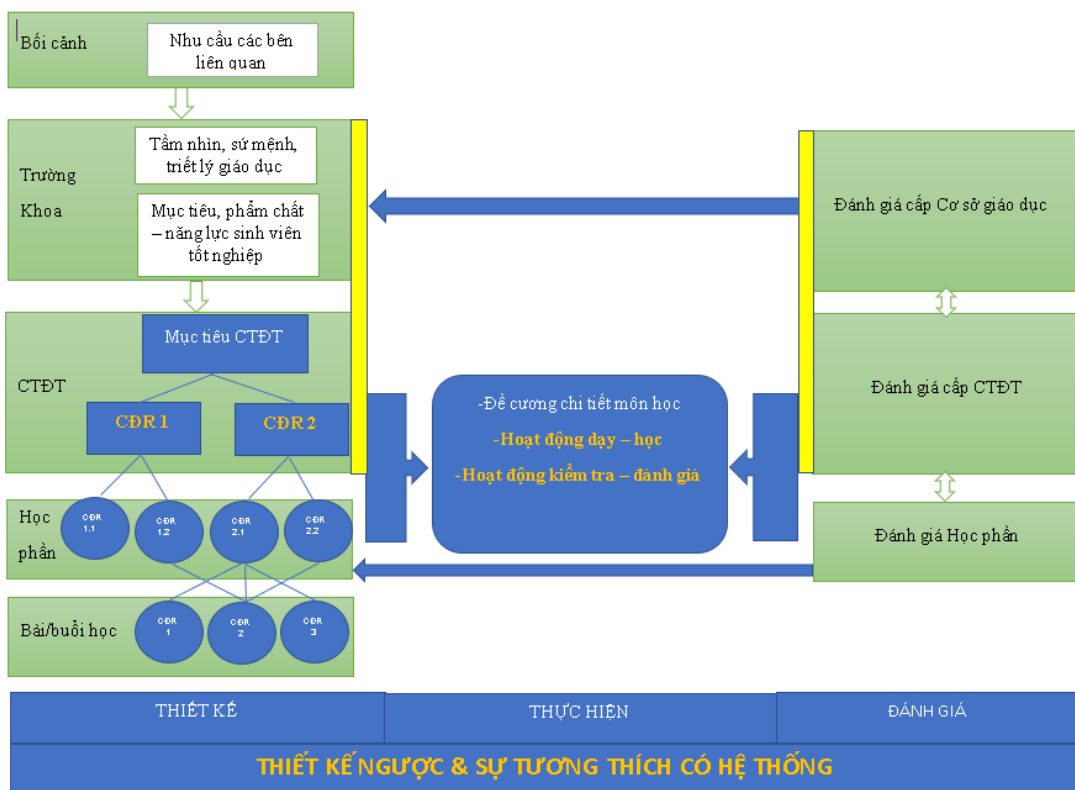 Bối cảnh
Nhu cầu các bên
liên quan
Trường
Khoa
Tầm nhìn, sứ mệnh,
triết lý giáo dục
Mục tiêu, phẩm chất
– năng lực sinh viên
tốt nghiệp
CTĐT
Mục tiêu CTĐT
CĐR 1
CĐR 2
Học
phần
CĐR
1.1
CĐR
1.2
CĐR
2.1
CĐR
2.2
Bài/buổi học
CĐR
1
CĐR
2
CĐR
3
-Đề cương chi tiết môn học
-Hoạt động dạy – học
-Hoạt động kiểm tra – đánh giá
Đánh giá cấp Cơ sở giáo dục
Đánh giá cấp CTĐT
Đánh giá Học phần
THIẾT KẾ
THỰC HIỆN
ĐÁNH GIÁ
THIẾT KẾ NGƯỢC & SỰ TƯƠNG THÍCH CÓ HỆ THỐNG